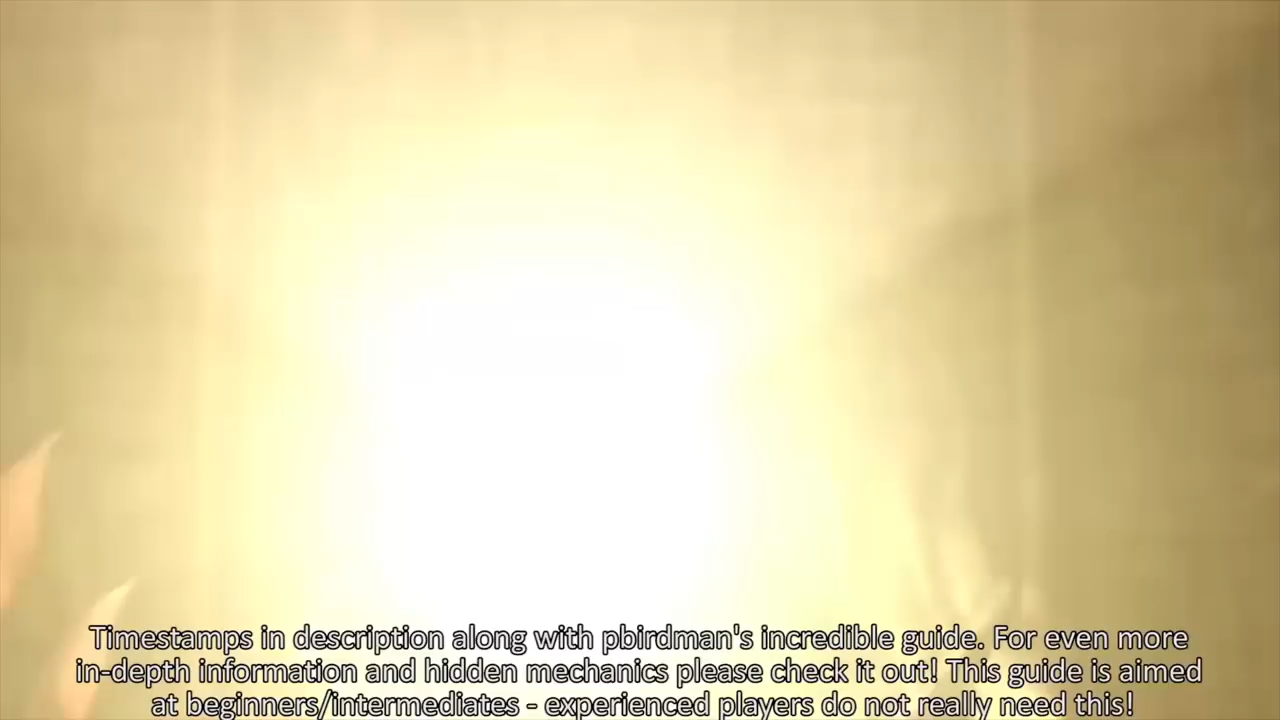 Timestamps in description along with pbirdman's incredible guide. For even more
in-depth information and hidden mechanics please check it out! This guide is aimed
at beginners/intermediates - experienced players do not really need this!